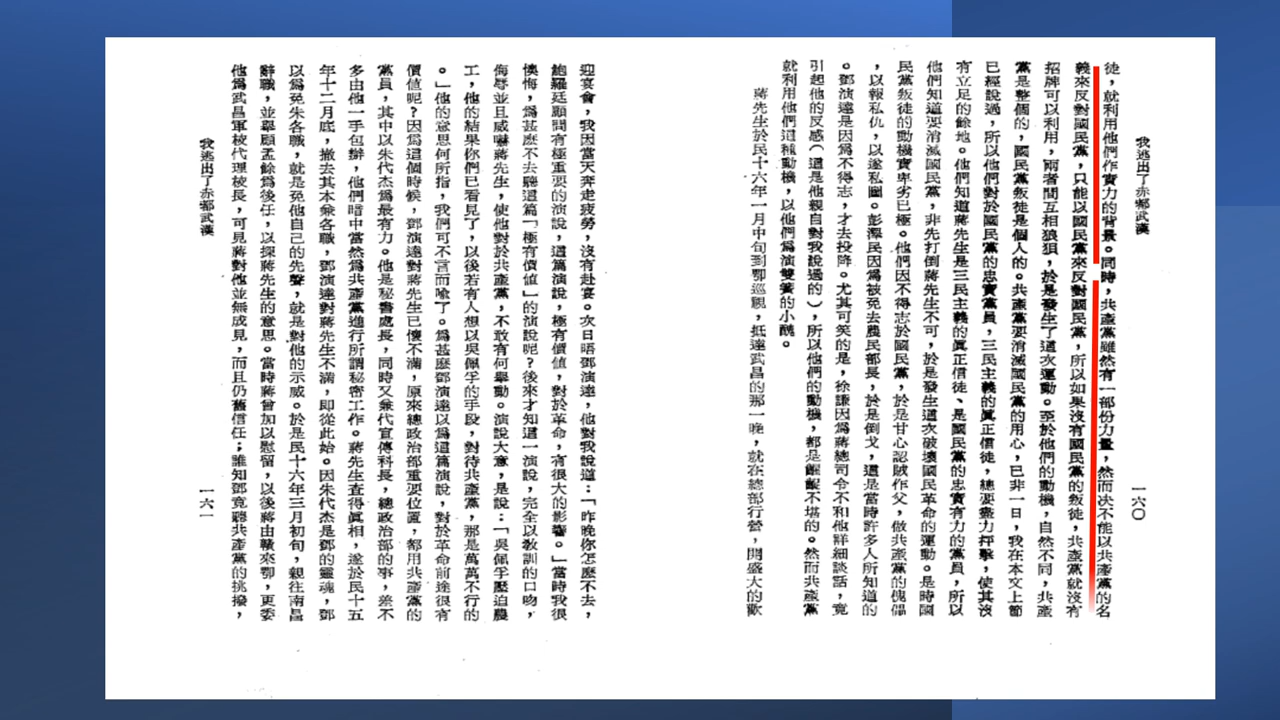 我逃出了赤都武漢
一六〇
徒,就利用他們作實力的背景。同時,共產黨雖然有一部份力量,然而决不能以共產黨的名
義來反對國民黨,只能以國民黨來反對國民黨,所以如果沒有國民黨的叛徒,共產黨就沒有
招牌可以利用,兩者間互相狼狽,於是發生了這次運動。至於他們的動機,自然不同,共產
黨是整個的,國民黨叛徒是個人的。共產黨要消滅國民黨的用心,已非一日,我在本文上節
已經說過,所以他們對於國民黨的忠實黨員,三民主義的眞正信徒,總要盡力抨擊,使其沒
有立足的餘地。他們知道蔣先生是三民主義的眞正信徒、是國民黨的忠實有力的黨員,所以
他們知道要消滅國民黨,非先打倒蔣先生不可,於是發生這次破壞國民革命的運動。是時國
民黨叛徒的動機實卑劣已極。他們因不得志於國民黨,於是甘心認賊作父,做共產黨的傀儡
,以報私仇,以遂私圖。彭澤民因爲被免去農民部長,於是倒戈,這是當時許多人所知道的
。鄧演達是因爲不得志,才去投降。尤其可笑的是,徐謙因爲蔣總司令不和他詳細談話,竟
引起他的反感(這是他親自對我說過的),所以他們的動機,都是齷齪不堪的。然而共產黨
就利用他們這種動機,以他們爲演雙簧的小醜。
蔣先生於民十六年一月中旬到鄂巡觀,抵達武昌的那一晚,就在總部行營,開盛大的歡
迎宴會,我因當天奔走疲勞,沒有赴宴。次日晤鄧演達,他對我說道:「昨晚你怎麽不去,
鮑羅廷顧問有極重要的演說,這篇演說,極有價値,對於革命,有很大的影響。」當時我很
懊悔,爲甚麽不去聽這篇「極有價値」的演說呢?後來才知道一演說,完全以敎訓的口吻,
侮辱並且威嚇蔣先生,使他對於共產黨,不敢有何舉動。演說大意,是說:「吳佩孚壓迫農
工,他的結果你們已看見了,以後若有人想以吳佩孚的手段,對待共產黨,那是萬萬不行的
。」他的意思何所指,我們可不言而喩了。爲甚麽鄧演達以爲這篇演說,對於革命前途很有
價値呢?因爲這個時候,鄧演達對蔣先生已懷不滿,原來總政治部重要位置,都用共產黨的
黨員,其中以朱代杰爲最有力。他是秘書處長,同時又兼代宣傳科長,總政治部的事,差不
多由他一手包辦,他們暗中當然爲共產黨進行所謂秘密工作。蔣先生查得眞相,遂於民十五
年十二月底,撤去其本兼各職,鄧演達對蔣先生不滿,即從此始。因朱代杰是鄧的靈魂,鄧
以爲免朱各職,就是免他自己的先聲,就是對他的示威。於是民十六年三月初旬,親往南昌
辭職,並舉顧孟餘爲後任,以探蔣先生的意思。當時蔣曾加以慰留,以後蔣由贛來鄂,更委
他爲武昌軍校代理校長,可見蔣對他並無成見,而且仍舊信任;誰知鄧竟聽共產黨的挑撥,
我逃出了赤都武漢
一六一